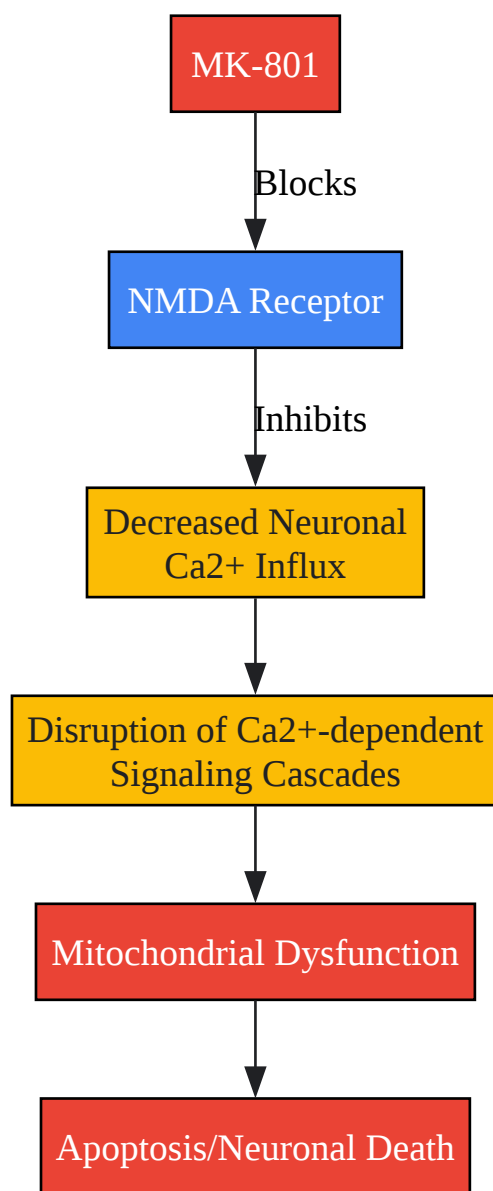 MK-801
Blocks
NMDA Receptor
Inhibits
Decreased Neuronal
Ca2+ Influx
Disruption of Ca2+-dependent
Signaling Cascades
Mitochondrial Dysfunction
Apoptosis/Neuronal Death